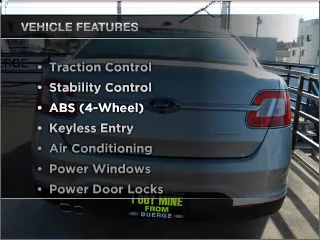 VEHICLE FEATURES
• Traction Control
• Stability Control
• ABS (4-Wheel)
• Keyless Entry
• Air Conditioning
• Power Windows
• Power Door Locks
Ford
I GOT MINE
FROM
BUERGE